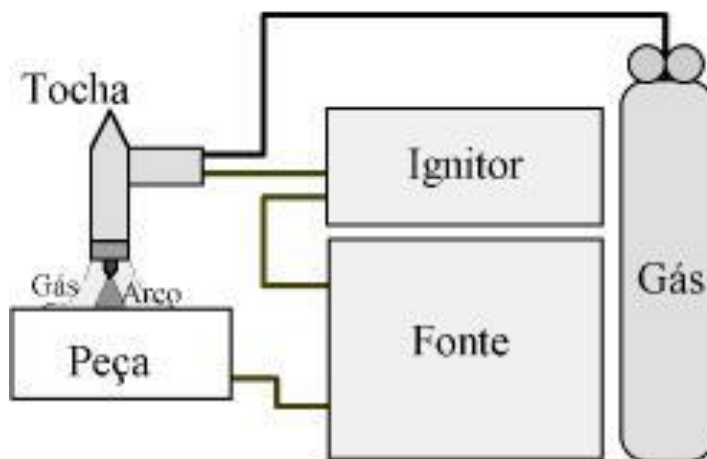 Tocha
Ignitor
Gás
Arco
Gás
Peça
Fonte